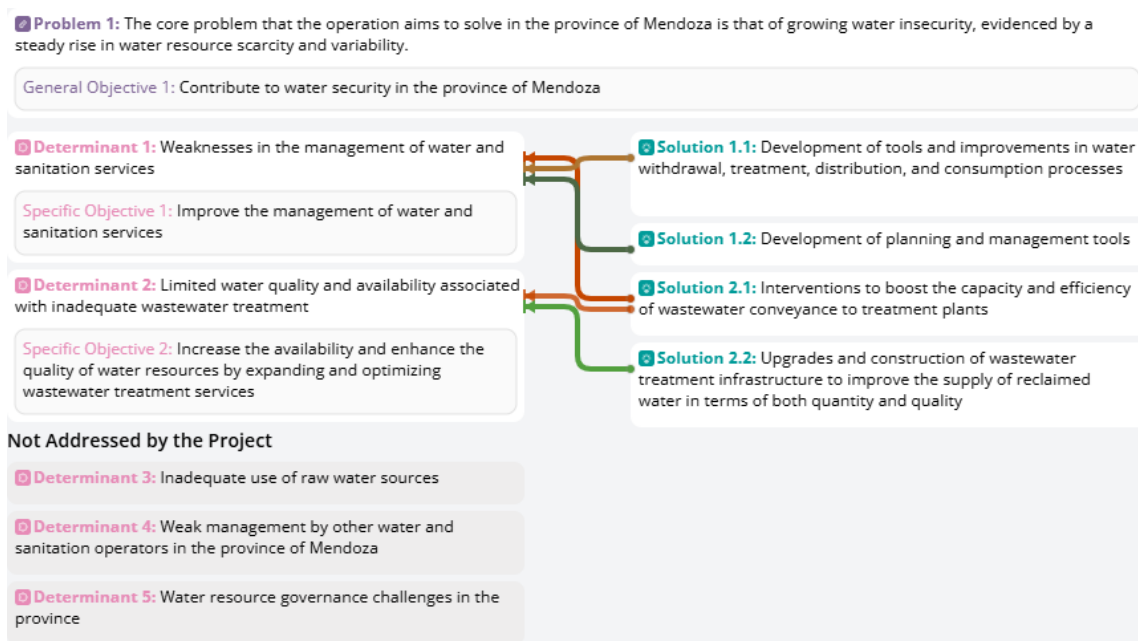 Problem 1: The core problem that the operation aims to solve in the province of Mendoza is that of growing water insecurity, evidenced by a
steady rise in water resource scarcity and variability.
General Objective 1: Contribute to water security in the province of Mendoza
Determinant 1: Weaknesses in the management of water and
sanitation services
Specific Objective 1: Improve the management of water and
sanitation services
Determinant 2: Limited water quality and availability associated
with inadequate wastewater treatment
Specific Objective 2: Increase the availability and enhance the
quality of water resources by expanding and optimizing
wastewater treatment services
Solution 1.1: Development of tools and improvements in water
withdrawal, treatment, distribution, and consumption processes
Solution 1.2: Development of planning and management tools
Solution 2.1: Interventions to boost the capacity and efficiency
of wastewater conveyance to treatment plants
Solution 2.2: Upgrades and construction of wastewater
treatment infrastructure to improve the supply of reclaimed
water in terms of both quantity and quality
Not Addressed by the Project
Determinant 3: Inadequate use of raw water sources
Determinant 4: Weak management by other water and
sanitation operators in the province of Mendoza
Determinant 5: Water resource governance challenges in the
province